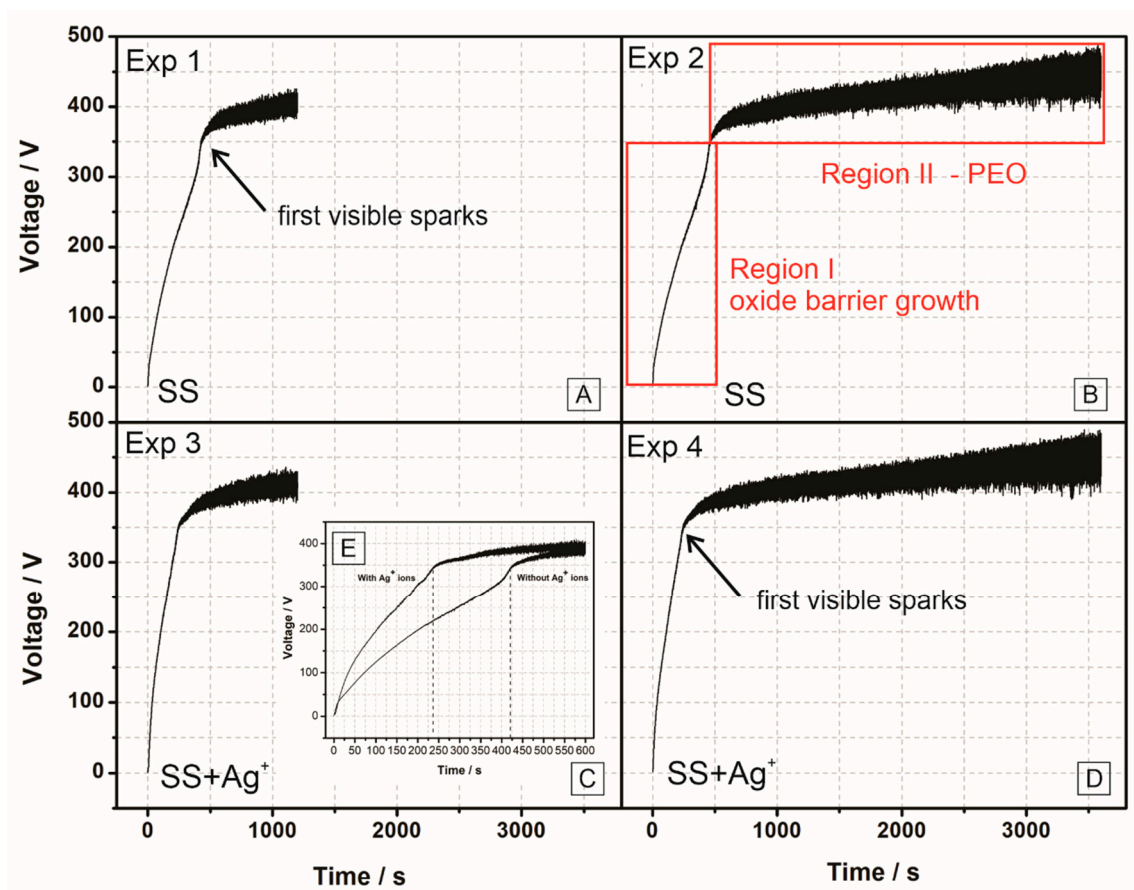 500
400
300
200
100
0
Voltage / V
Exp 1
first visible sparks
SS
A
Exp 2
Region II - PEO
Region I
oxide barrier growth
SS
B
500
400
300
200
100
0
Voltage / V
Exp 3
SS+Ag⁺
C
0 1000 2000 3000
Time / s
E
400
300
200
100
0
Voltage / V
With Ag⁺ ions
Without Ag⁺ ions
0 50 100 150 200 250 300 350 400 450 500 550 600
Time / s
Exp 4
first visible sparks
SS+Ag⁺
D
0 1000 2000 3000
Time / s